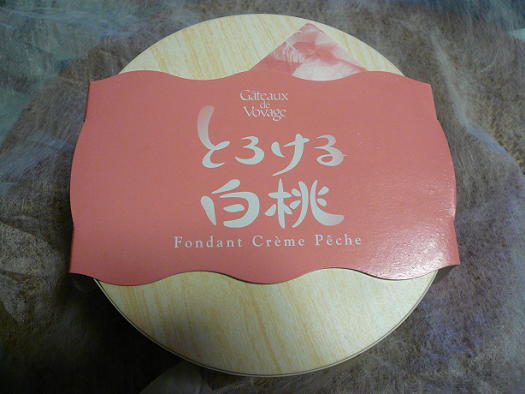 Gâteaux
de
Voyage
とろける
白桃
Fondant Crème Pêche